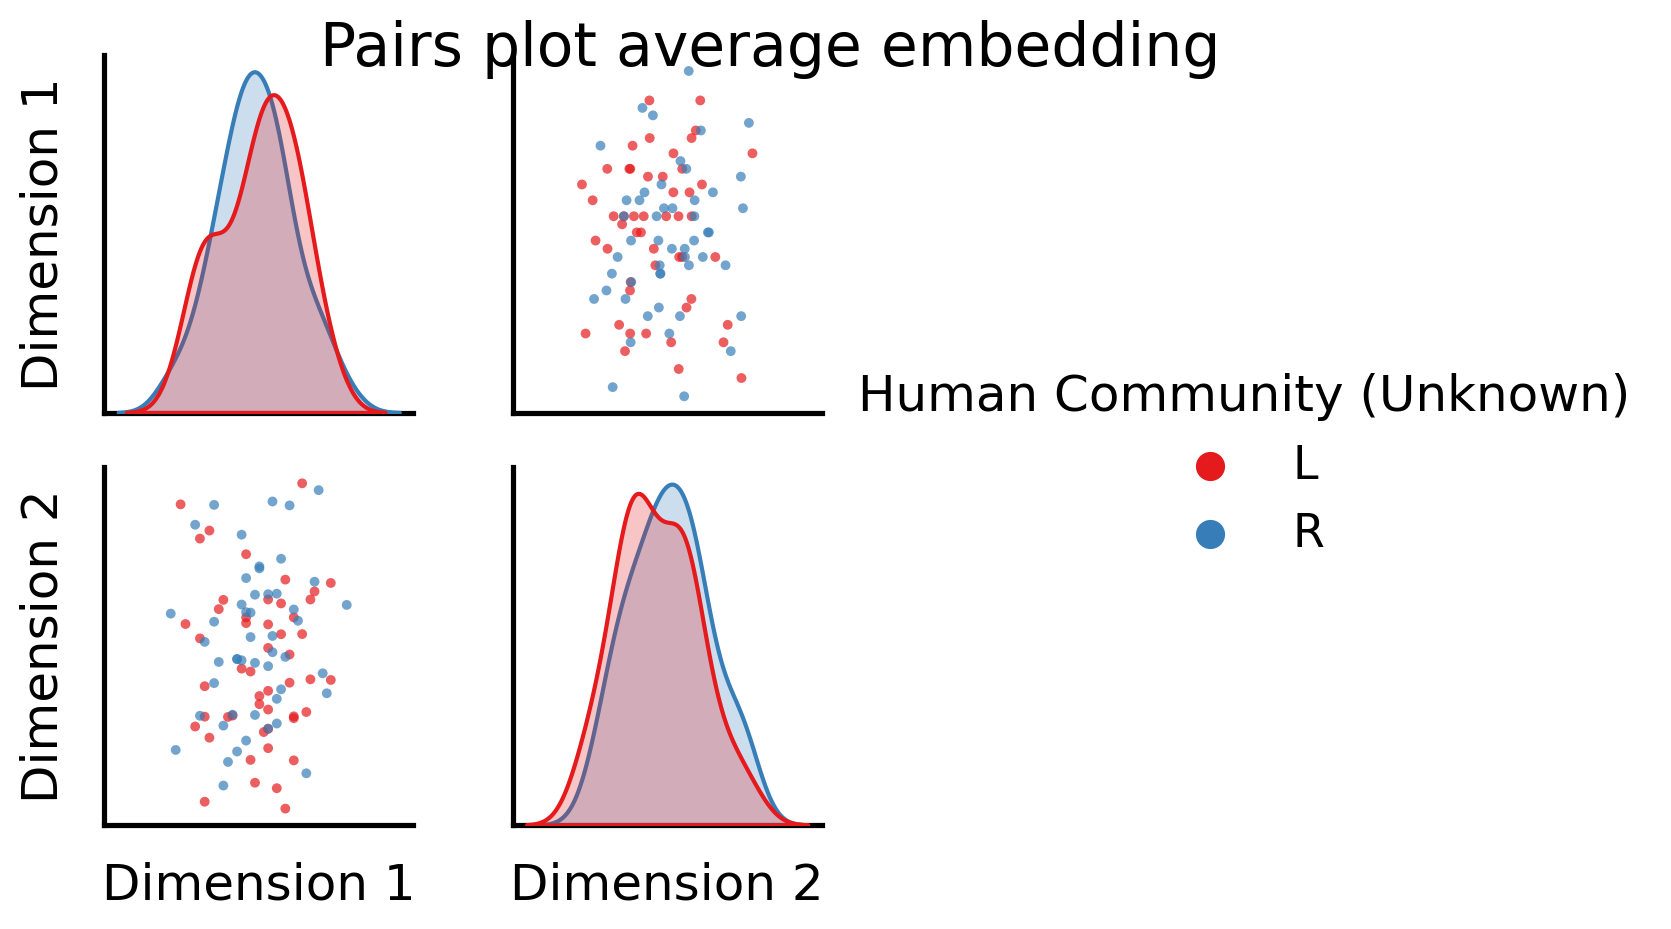 Pairs plot average embedding
Dimension 1
Dimension 2
Dimension 1
Dimension 2
Human Community (Unknown)
L
R